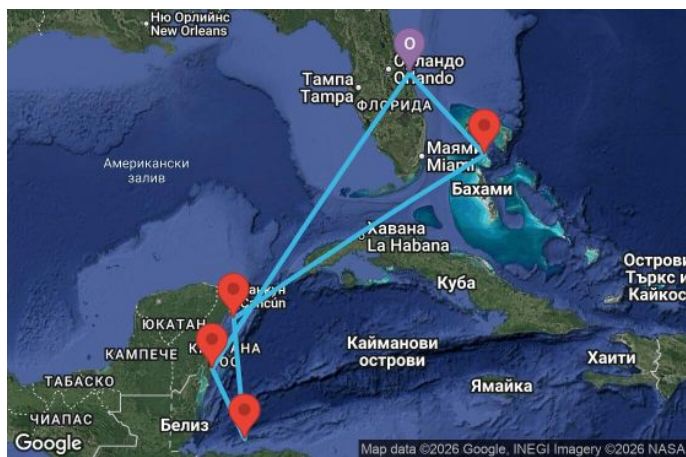 Ню Орлийнс
New Orleans
О
Орландо
Orlando
Тампа
Tampa
ФЛОРИДА
Американски
залив
Маями
Miami
Бахами
Хавана
La Habana
Куба
Острови
Търкс и
Кайкос
Cancún
ЮКАТАН
КАМПЕЧЕ
Кайманови
острови
Хаити
ТАБАСКО
Ямайка
ЧИАПАС
Белиз
Google
Map data ©2026 Google, INEGI Imagery ©2026 NASA